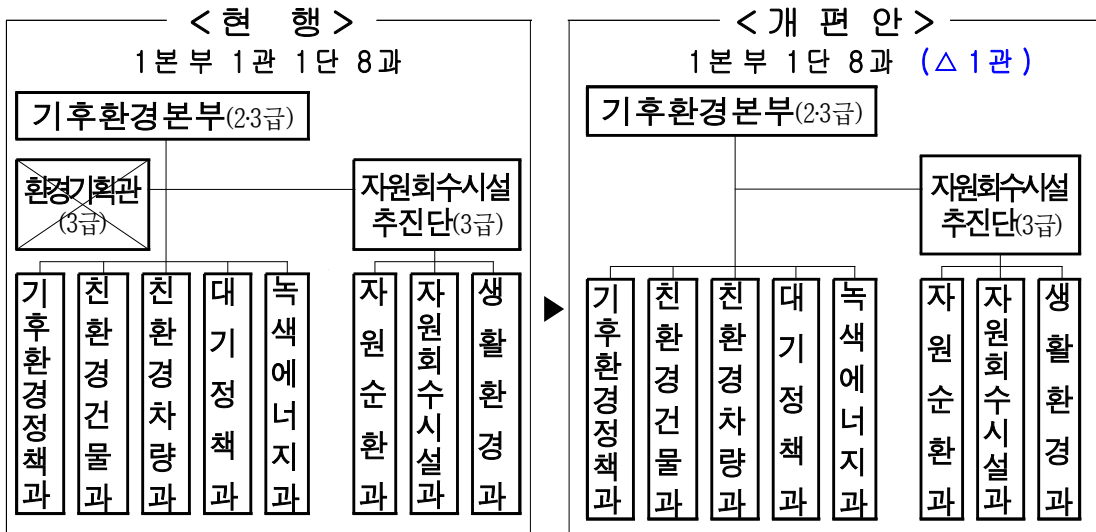 <현 행>
1본부 1관 1단 8과
기후환경본부(2·3급)
환경기획관
(3급)
자원회수시설
추진단(3급)
기후환경정책과
친환경건물과
친환경차량과
대기정책과
녹색에너지과
자원순환과
자원회수시설과
생활환경과
▶
<개 편 안>
1본부 1단 8과 (△1관)
기후환경본부(2·3급)
자원회수시설
추진단(3급)
기후환경정책과
친환경건물과
친환경차량과
대기정책과
녹색에너지과
자원순환과
자원회수시설과
생활환경과